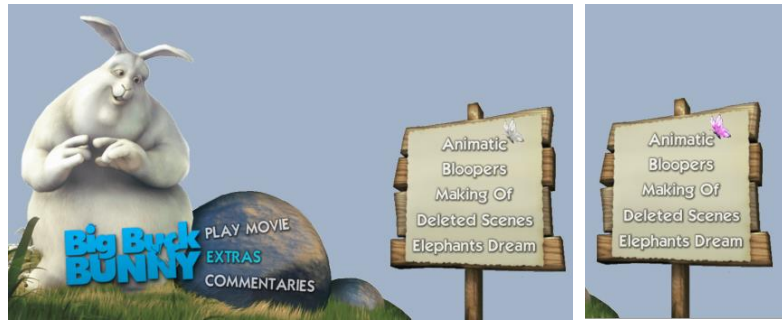 Big Buck
BUNNY
PLAY MOVIE
EXTRAS
COMMENTARIES
Animatic
Bloopers
Making Of
Deleted Scenes
Elephants Dream
Animatic
Bloopers
Making Of
Deleted Scenes
Elephants Dream